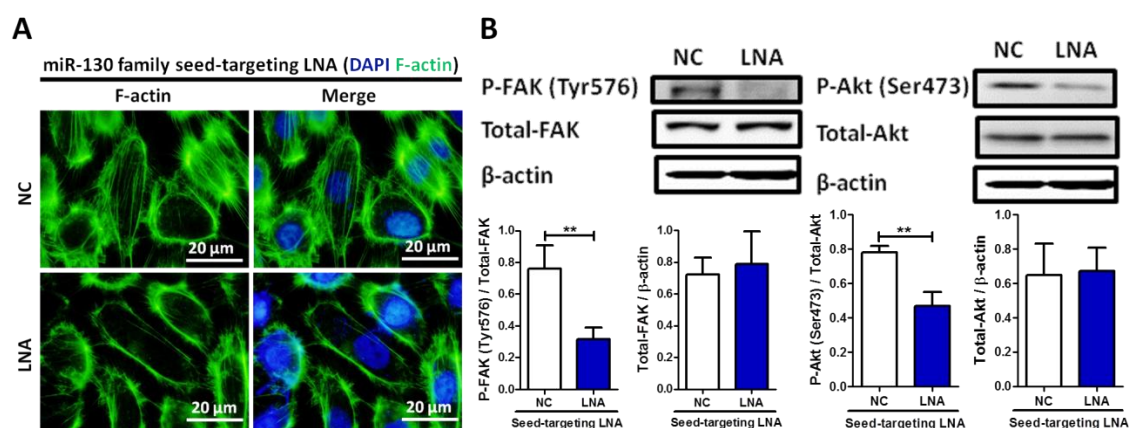 A
miR-130 family seed-targeting LNA (DAPI F-actin)
F-actin
Merge
NC
20 µm
20 µm
LNA
20 µm
20 µm
B
NC
LNA
P-FAK (Tyr576)
Total-FAK
β-actin
NC
LNA
P-Akt (Ser473)
Total-Akt
β-actin
P-FAK (Tyr576) / Total-FAK
1.0
0.8
0.6
0.4
0.2
0.0
**
NC
LNA
Seed-targeting LNA
Total-FAK / β-actin
1.0
0.8
0.6
0.4
0.2
0.0
NC
LNA
Seed-targeting LNA
P-Akt (Ser473) / Total-Akt
1.0
0.8
0.6
0.4
0.2
0.0
**
NC
LNA
Seed-targeting LNA
Total-Akt / β-actin
1.0
0.8
0.6
0.4
0.2
0.0
NC
LNA
Seed-targeting LNA